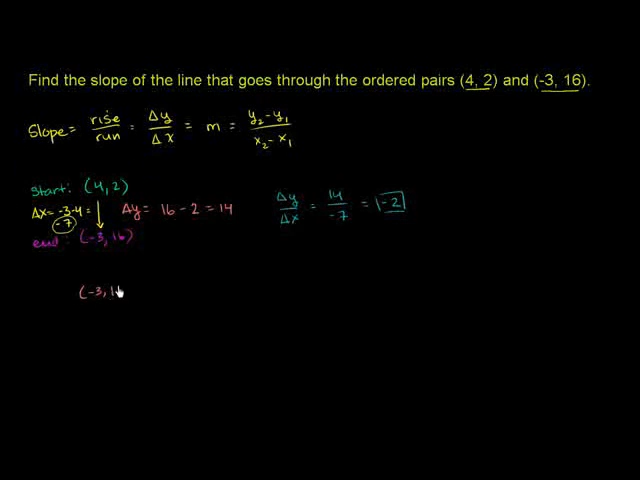 Find the slope of the line that goes through the ordered pairs (4, 2) and (-3, 16).
Slope = rise/run = Δy/Δx = m = y₂-y₁/x₂-x₁
Start: (4, 2)
Δx = -3-4 = -7
Δy = 16 - 2 = 14
Δy/Δx = 14/-7 = -2
end: (-3, 16)
(-3, 16